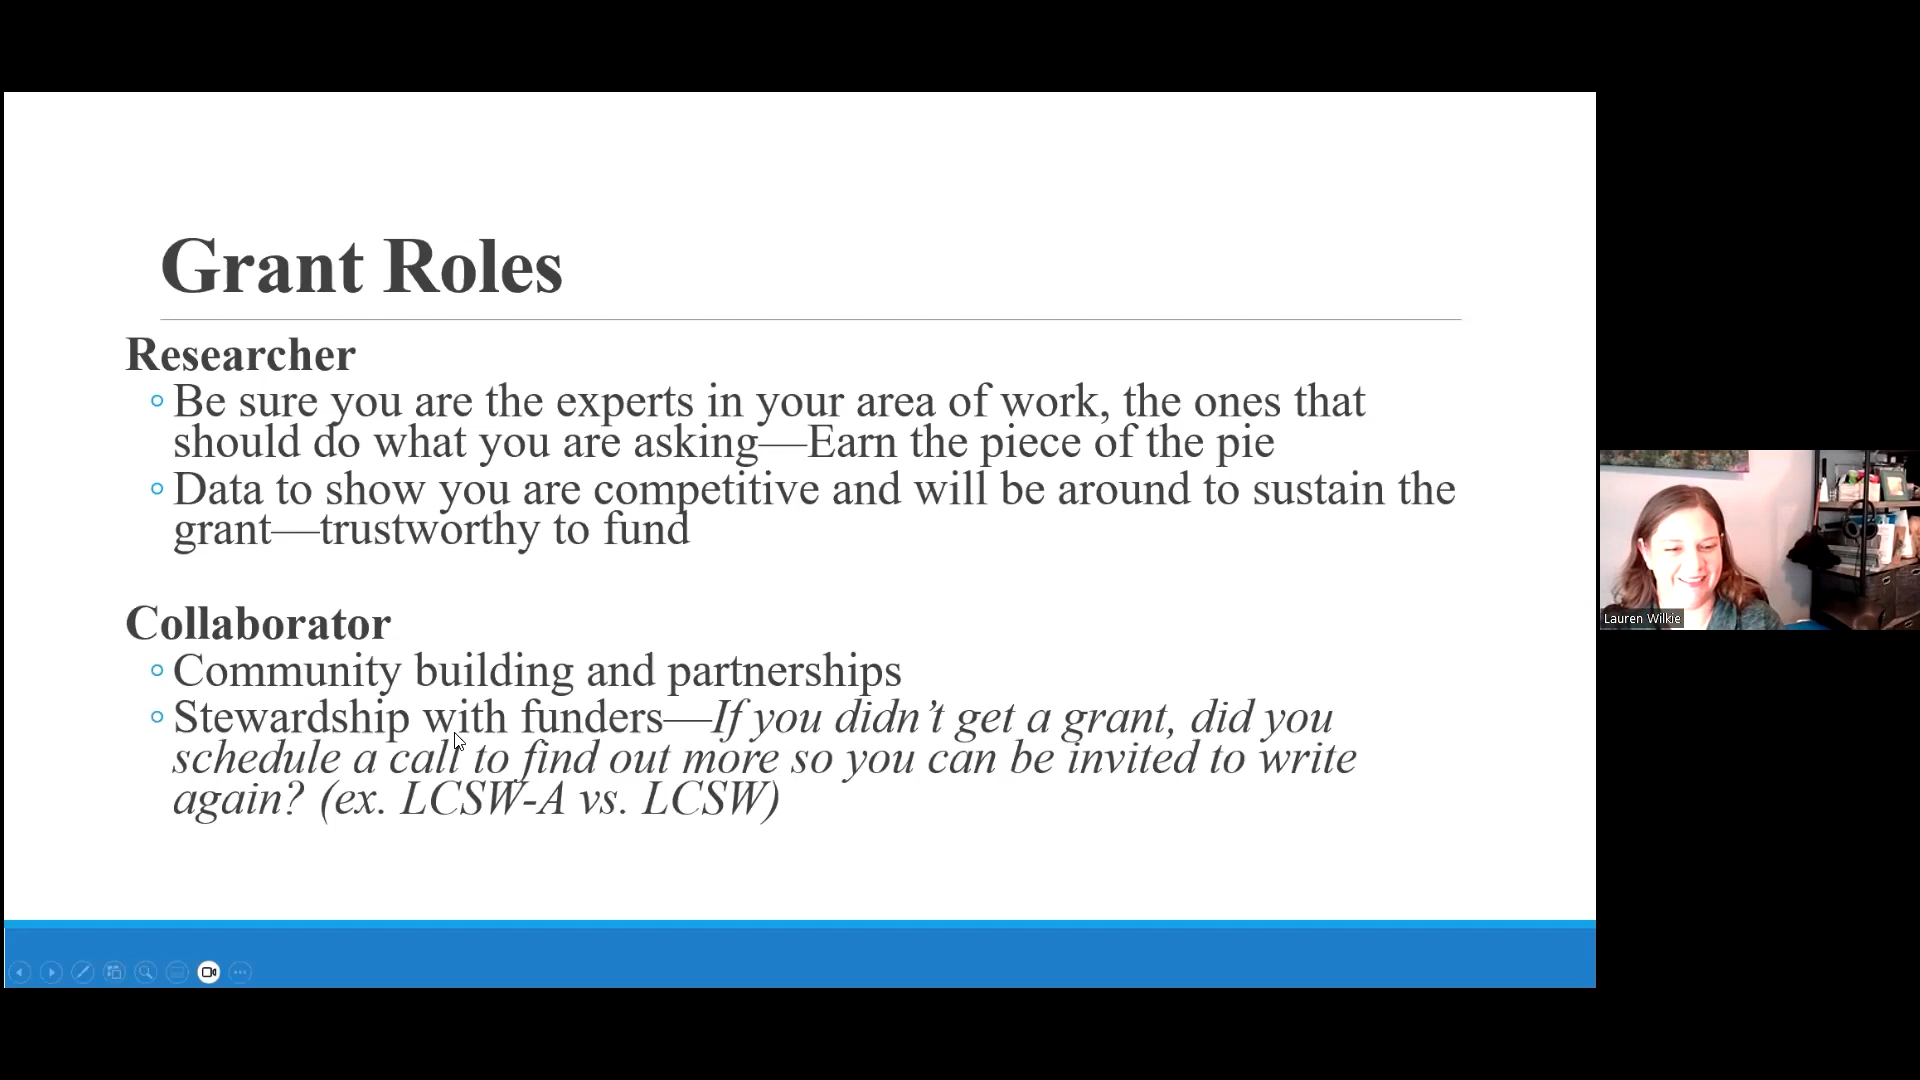 Grant Roles
Researcher
◦ Be sure you are the experts in your area of work, the ones that
should do what you are asking—Earn the piece of the pie
◦ Data to show you are competitive and will be around to sustain the
grant—trustworthy to fund
Collaborator
◦ Community building and partnerships
◦ Stewardship with funders—If you didn’t get a grant, did you
schedule a call to find out more so you can be invited to write
again? (ex. LCSW-A vs. LCSW)
Lauren Wilkie